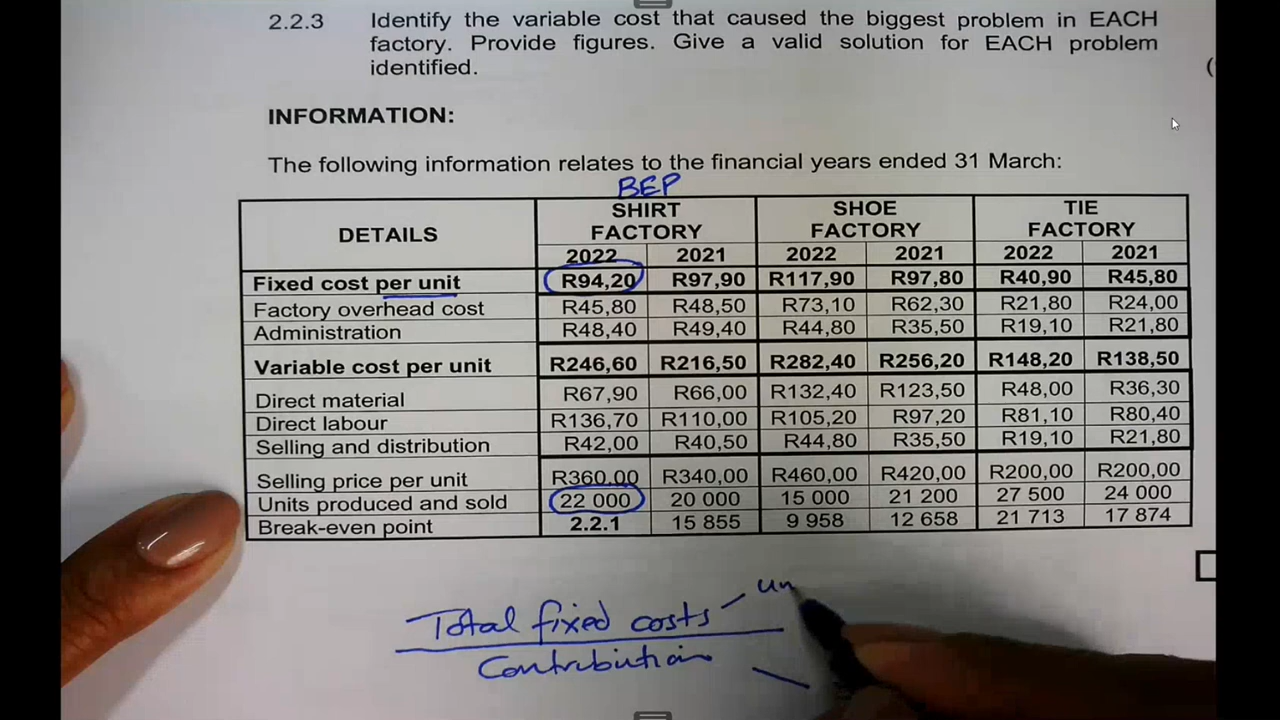 2.2.3 Identify the variable cost that caused the biggest problem in EACH
factory. Provide figures. Give a valid solution for EACH problem
identified.
(
INFORMATION:
The following information relates to the financial years ended 31 March:
BEP
DETAILS SHIRT FACTORY SHOE FACTORY TIE FACTORY
2022 2021 2022 2021 2022 2021
Fixed cost per unit R94,20 R97,90 R117,90 R97,80 R40,90 R45,80
Factory overhead cost R45,80 R48,50 R73,10 R62,30 R21,80 R24,00
Administration R48,40 R49,40 R44,80 R35,50 R19,10 R21,80
Variable cost per unit R246,60 R216,50 R282,40 R256,20 R148,20 R138,50
Direct material R67,90 R66,00 R132,40 R123,50 R48,00 R36,30
Direct labour R136,70 R110,00 R105,20 R97,20 R81,10 R80,40
Selling and distribution R42,00 R40,50 R44,80 R35,50 R19,10 R21,80
Selling price per unit R360,00 R340,00 R460,00 R420,00 R200,00 R200,00
Units produced and sold 22 000 20 000 15 000 21 200 27 500 24 000
Break-even point 2.2.1 15 855 9 958 12 658 21 713 17 874
un
Total fixed costs
Contribution